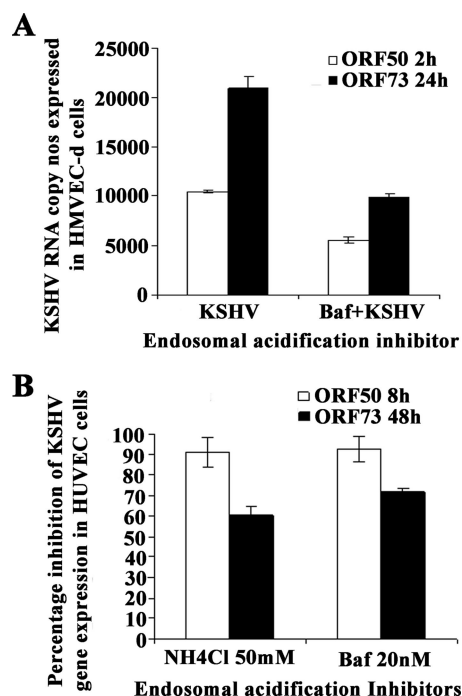 A
KSHV RNA copy nos expressed
in HMVEC-d cells
ORF50 2h
ORF73 24h
25000
20000
15000
10000
5000
0
KSHV
Baf+KSHV
Endosomal acidification inhibitor
B
Percentage inhibition of KSHV
gene expression in HUVEC cells
ORF50 8h
ORF73 48h
100
90
80
70
60
50
40
30
20
10
0
NH4Cl 50mM
Baf 20nM
Endosomal acidification Inhibitors